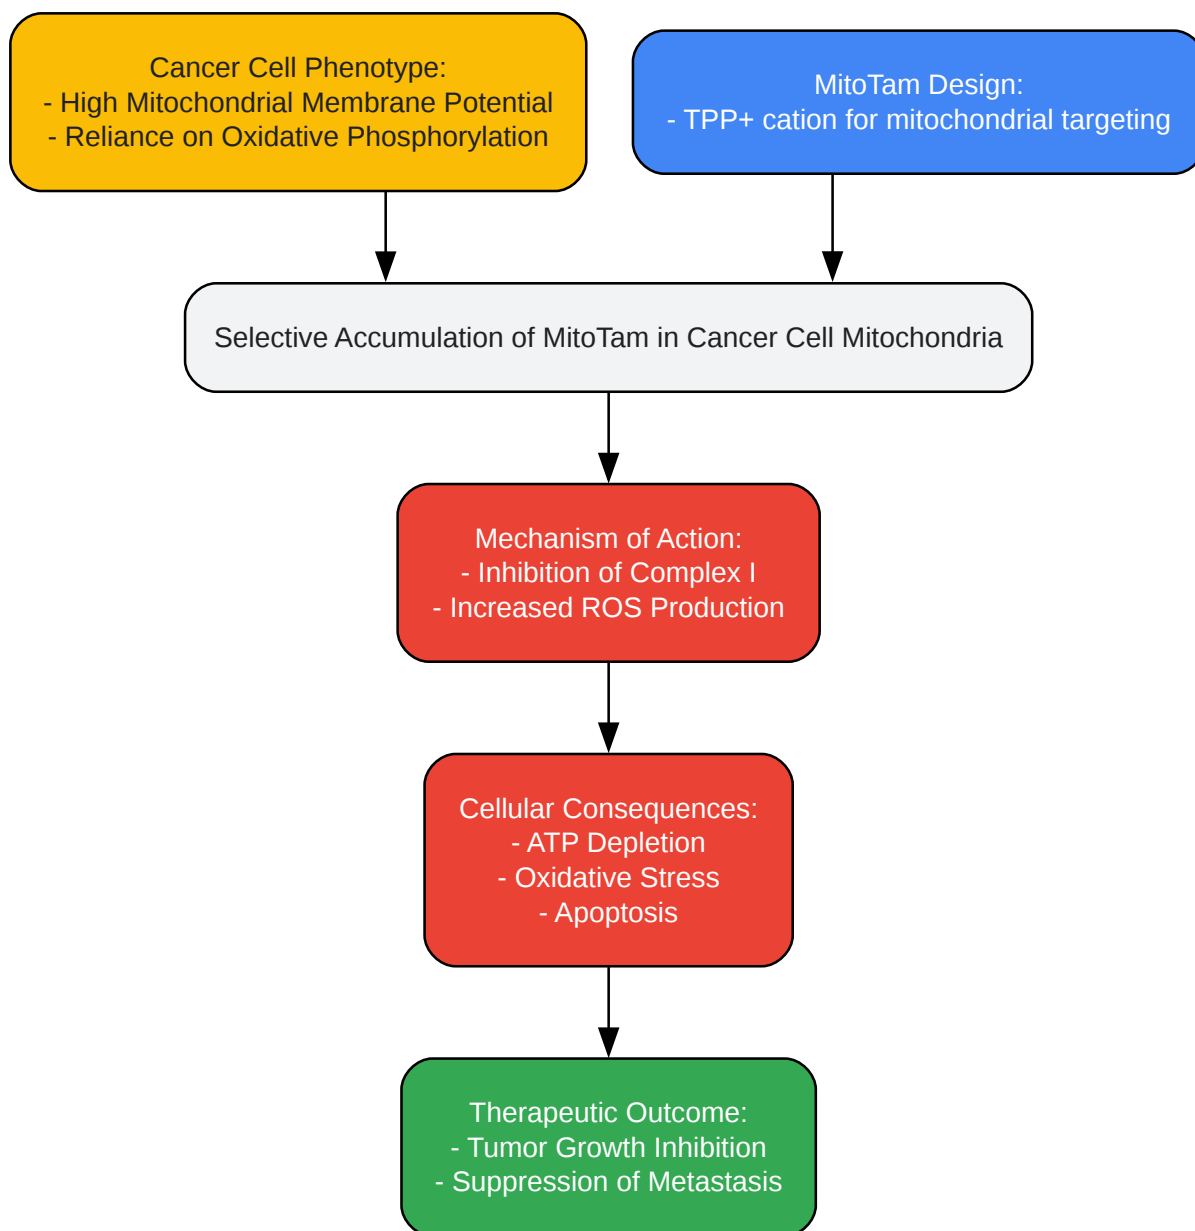 Cancer Cell Phenotype:
- High Mitochondrial Membrane Potential
- Reliance on Oxidative Phosphorylation
MitoTam Design:
- TPP+ cation for mitochondrial targeting
Selective Accumulation of MitoTam in Cancer Cell Mitochondria
Mechanism of Action:
- Inhibition of Complex I
- Increased ROS Production
Cellular Consequences:
- ATP Depletion
- Oxidative Stress
- Apoptosis
Therapeutic Outcome:
- Tumor Growth Inhibition
- Suppression of Metastasis